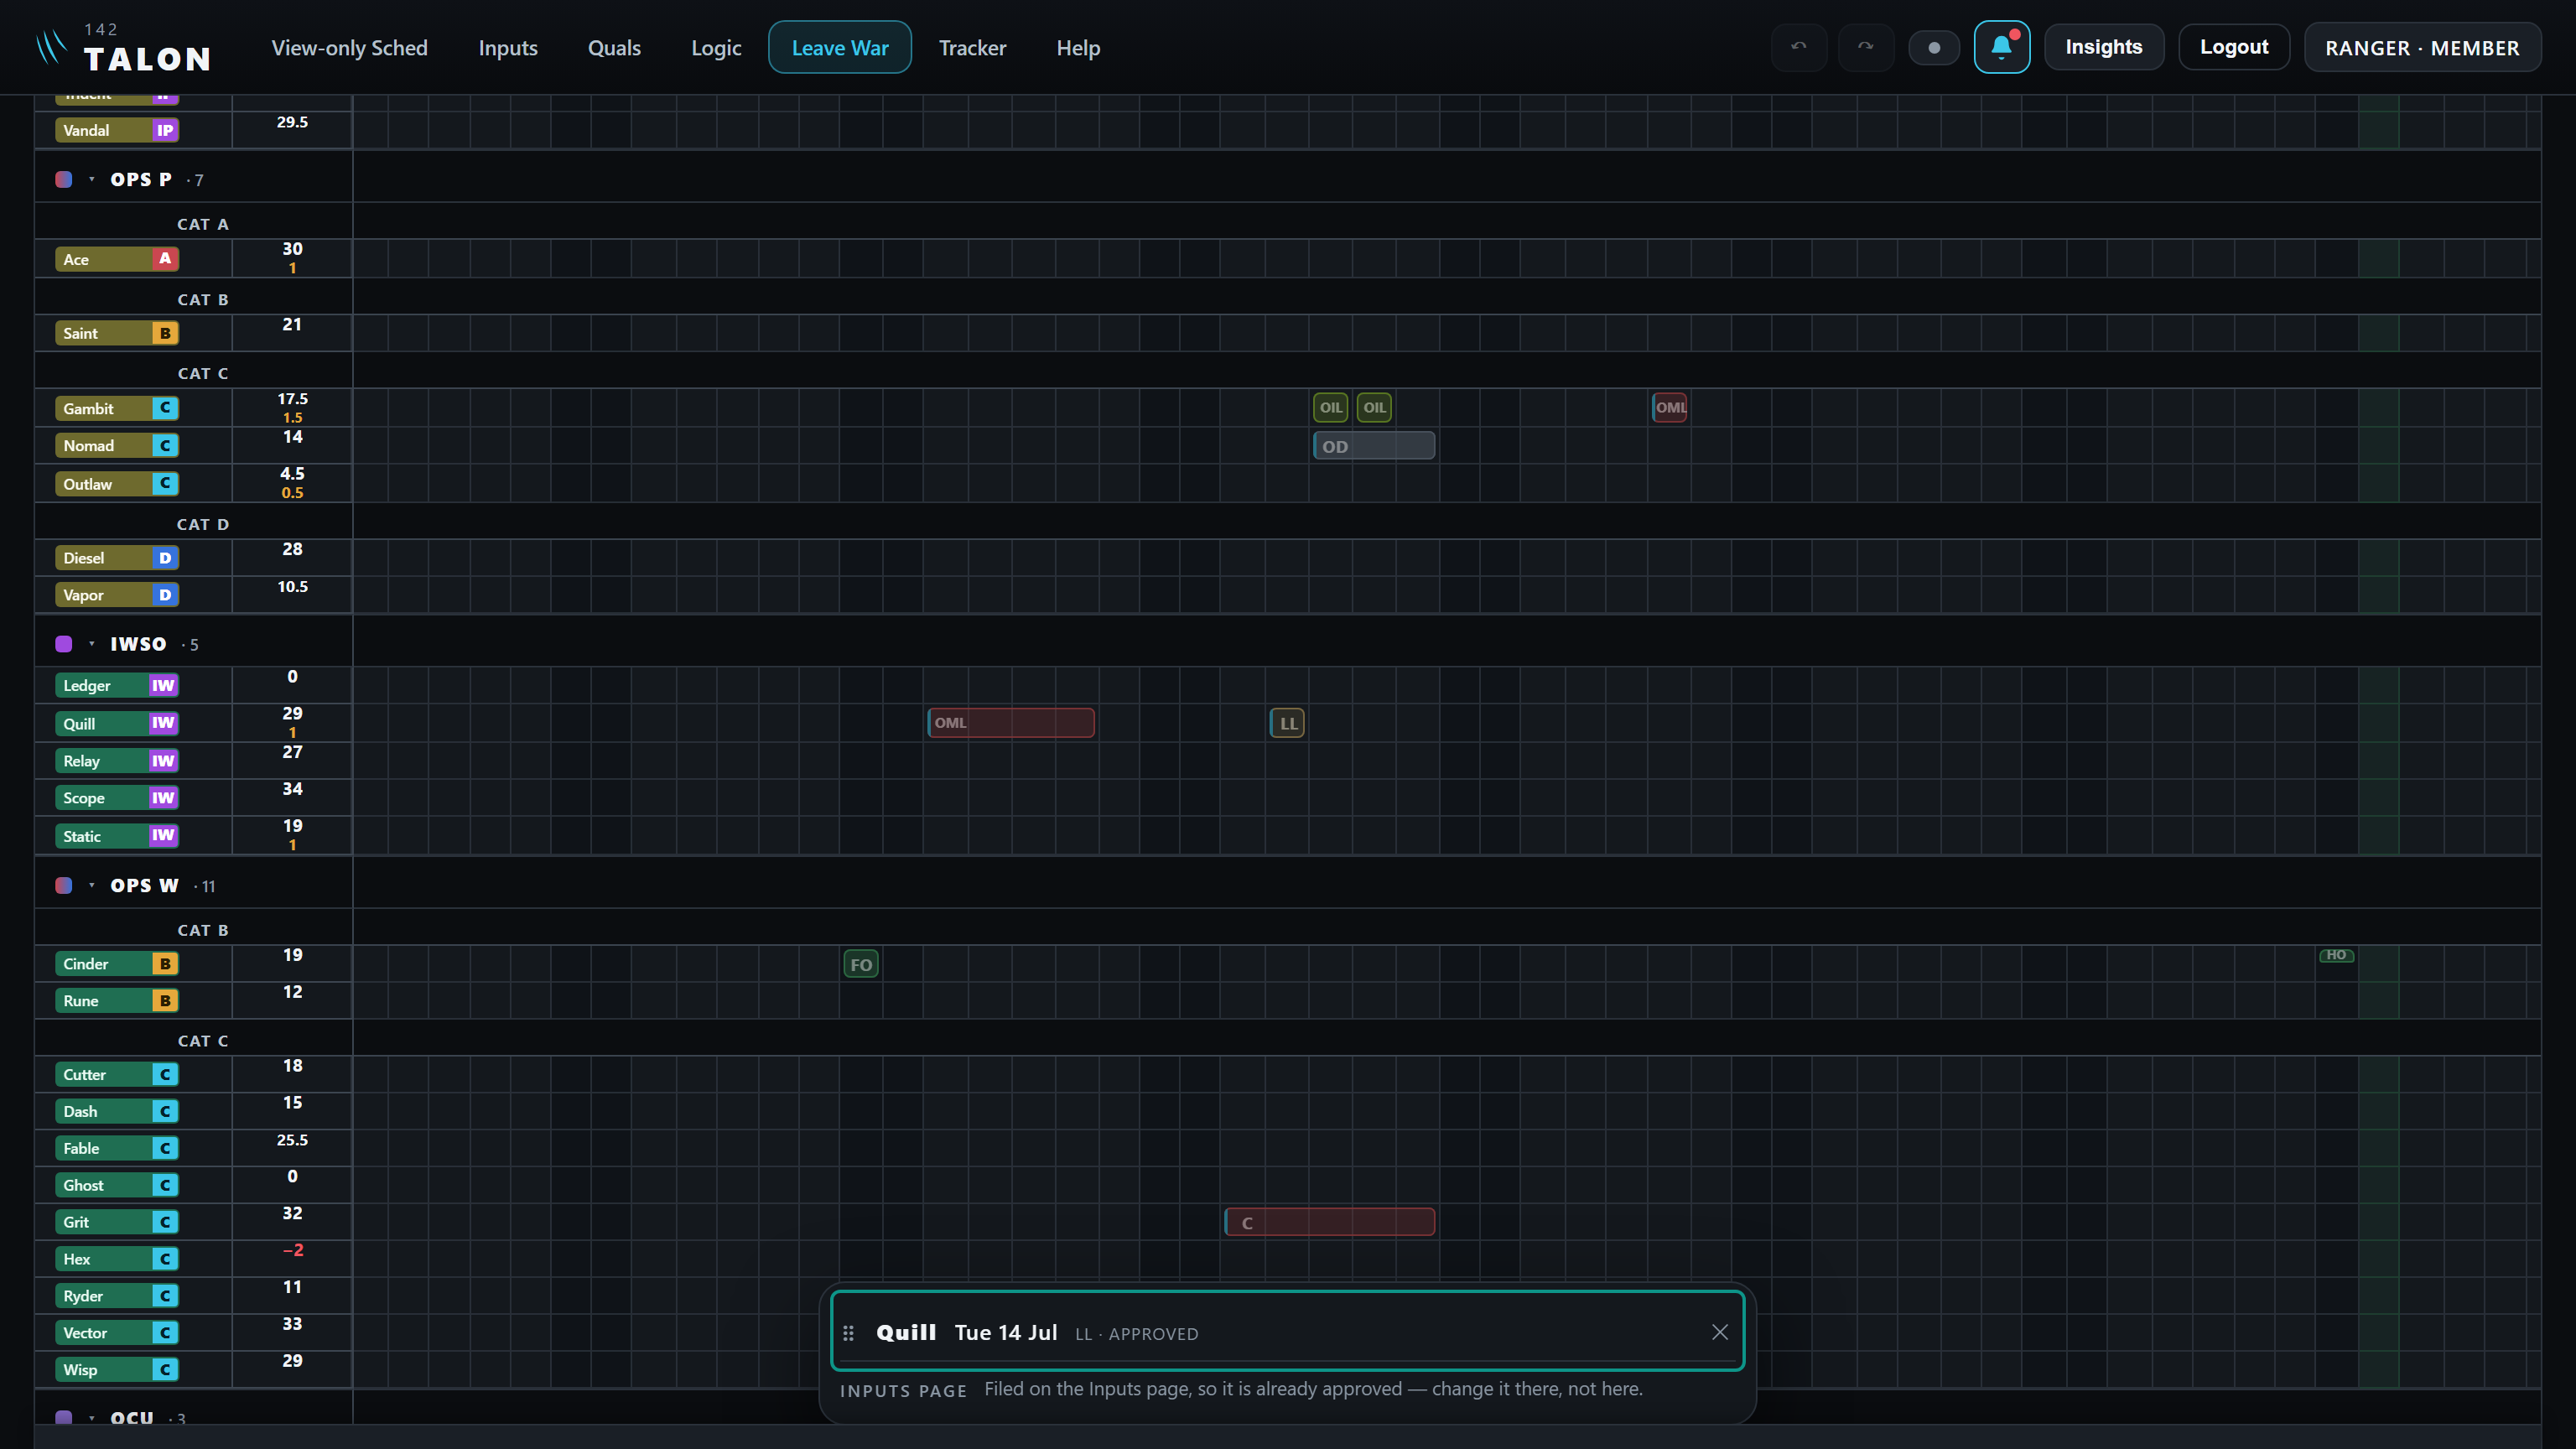 142
TALON
View-only Sched
Inputs
Quals
Logic
Leave War
Tracker
Help
Insights
Logout
RANGER · MEMBER
Vandal IP 29.5
OPS P · 7
CAT A
Ace A 30
1
CAT B
Saint B 21
CAT C
Gambit C 17.5 OIL OIL OML
1.5
Nomad C 14 OD
Outlaw C 4.5
0.5
CAT D
Diesel D 28
Vapor D 10.5
IWSO · 5
Ledger IW 0
Quill IW 29 OML LL
1
Relay IW 27
Scope IW 34
Static IW 19
1
OPS W · 11
CAT B
Cinder B 19 FO HO
Rune B 12
CAT C
Cutter C 18
Dash C 15
Fable C 25.5
Ghost C 0
Grit C 32 C
Hex C −2
Ryder C 11
Vector C 33
Wisp C 29
Quill Tue 14 Jul LL · APPROVED
INPUTS PAGE Filed on the Inputs page, so it is already approved — change it there, not here.
OCU · 3